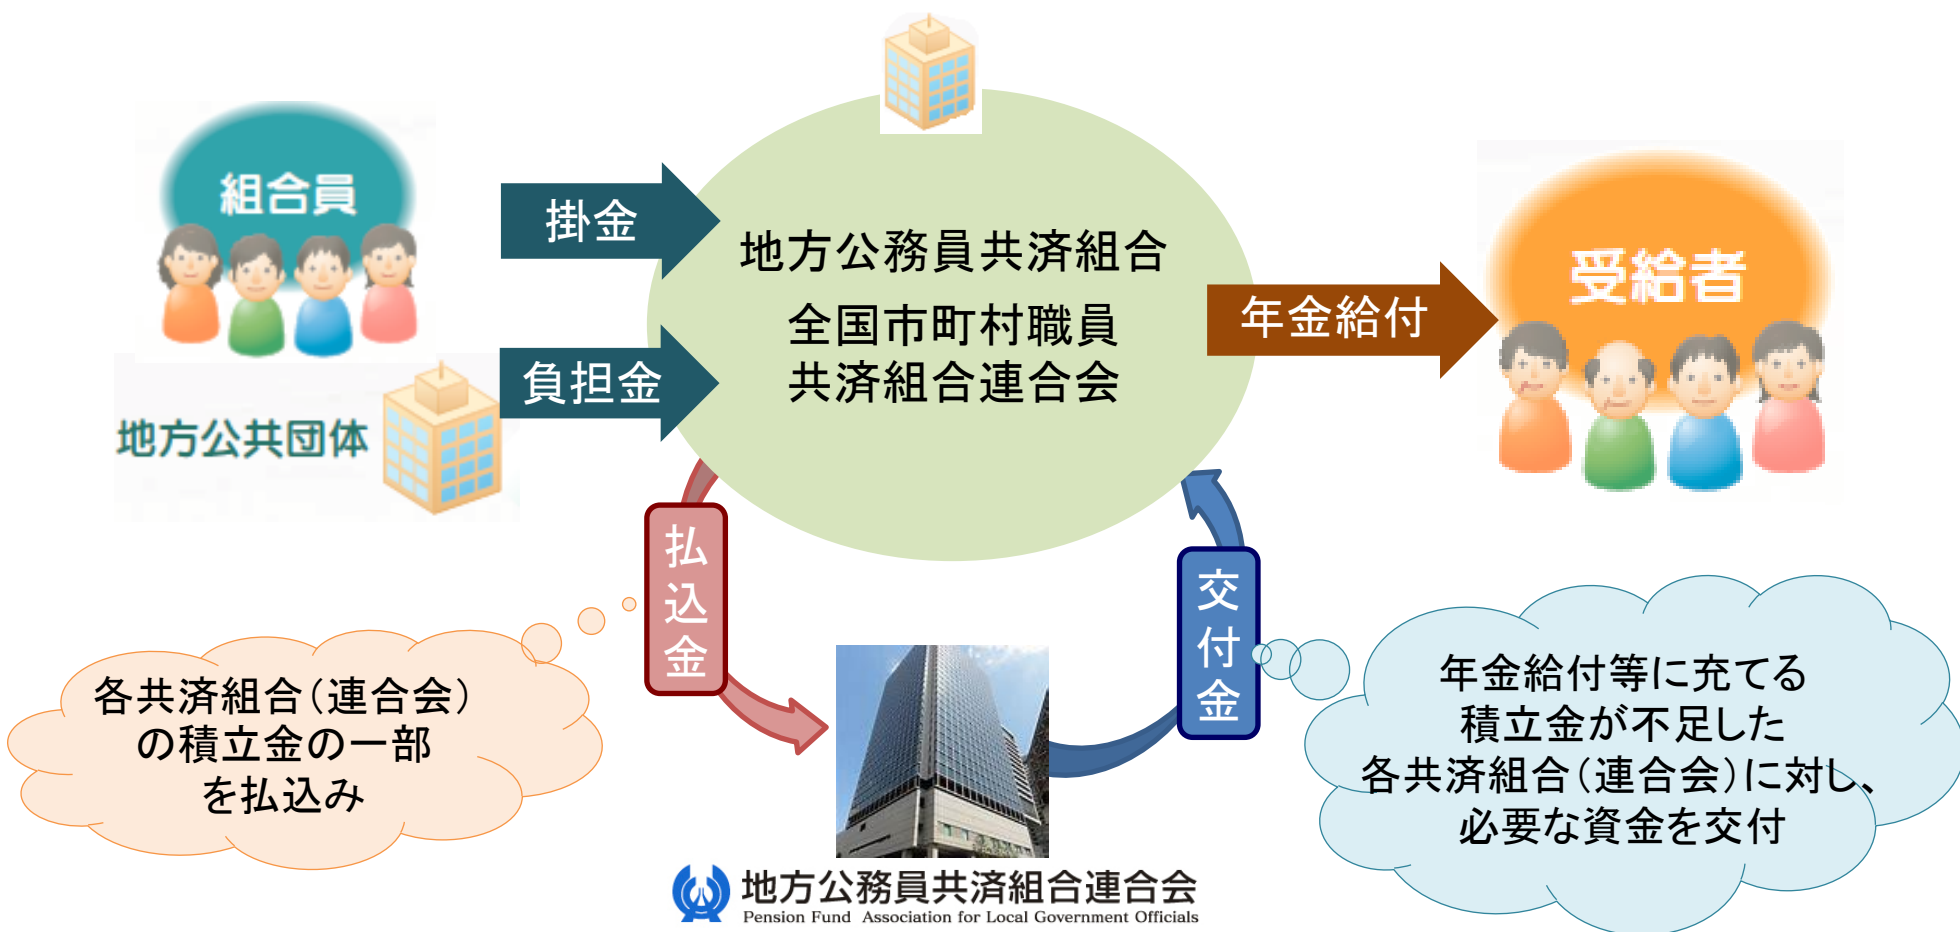 組合員
掛金
地方公務員共済組合
全国市町村職員
共済組合連合会
年金給付
受給者
負担金
地方公共団体
払込金
交付金
各共済組合（連合会）
の積立金の一部
を払込み
年金給付等に充てる
積立金が不足した
各共済組合（連合会）に対し、
必要な資金を交付
地方公務員共済組合連合会
Pension Fund Association for Local Government Officials